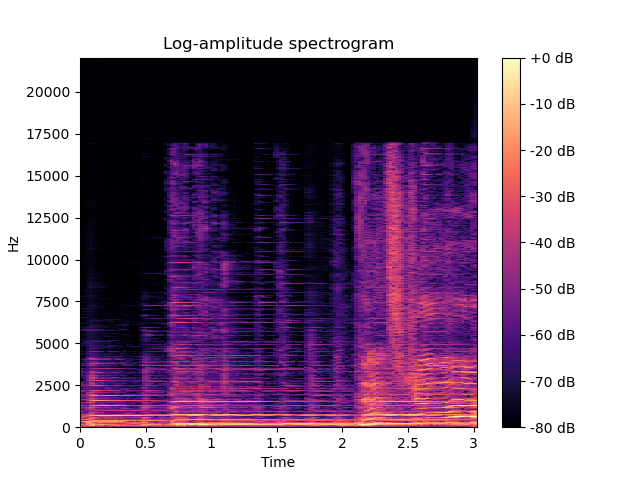 Log-amplitude spectrogram
Hz
20000
17500
15000
12500
10000
7500
5000
2500
0
0 0.5 1 1.5 2 2.5 3
Time
+0 dB
-10 dB
-20 dB
-30 dB
-40 dB
-50 dB
-60 dB
-70 dB
-80 dB